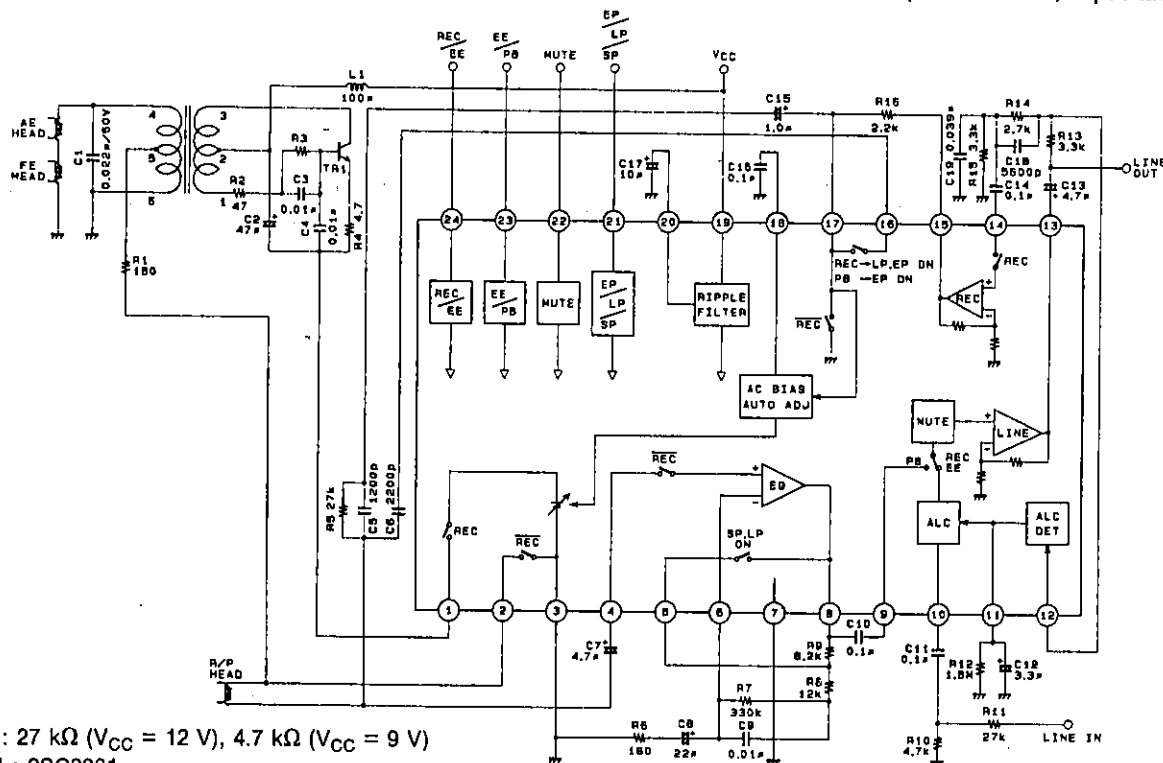 REC/EE
EE/PB
MUTE
EP/LP/SP
VCC
L1
100μ
AE
HEAD
FE
HEAD
C1
0.022μ/50V
4
5
6
3
2
1
R3
TR1
R2
47
C3
0.01μ
C2
47μ
C4
0.01μ
R4
4.7
R1
180
C15
1.0μ
R16
2.2k
C17
10μ
C16
0.1μ
C19
0.039μ
R15
3.3k
R14
2.7k
C18
5600p
C14
0.1μ
R13
3.3k
LINE
OUT
C13
4.7μ
24
23
22
21
20
19
18
17
16
15
14
13
REC/EE
EE/PB
MUTE
EP/LP/SP
RIPPLE
FILTER
REC→LP,EP ON
PB →EP ON
REC
REC
REC
AC BIAS
AUTO ADJ
MUTE
LINE
PB
REC
EE
ALC
ALC
DET
REC
EQ
SP,LP
ON
REC
REC
R5 27k
C5 1200p
C6 2200p
1
2
3
4
5
6
7
8
9
10
11
12
R/P
HEAD
C7
4.7μ
C10
0.1μ
R9
8.2k
R8
12k
R7
330k
C9
0.01μ
R6
180
C8
22μ
C11
0.1μ
R12
1.5M
C12
3.3μ
R11
27k
LINE IN
R10
4.7k
: 27 kΩ (VCC = 12 V), 4.7 kΩ (VCC = 9 V)